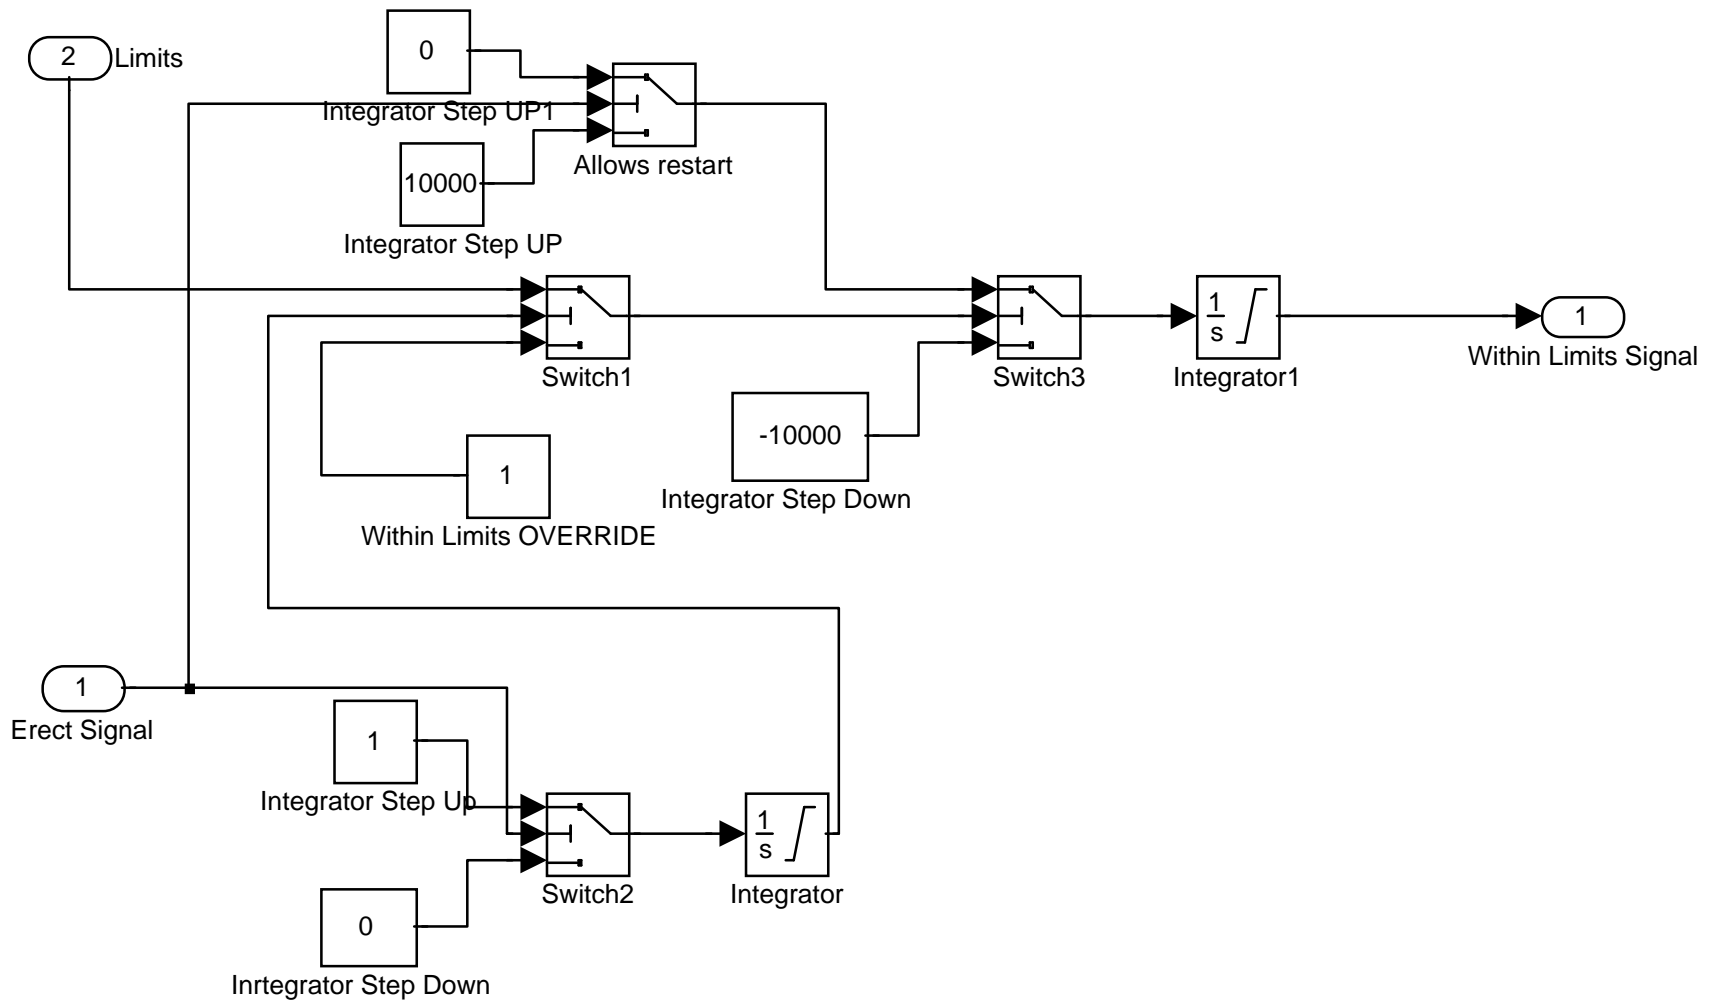 0
2
Limits
Integrator Step UP1
Allows restart
10000
Integrator Step UP
1
s
1
Within Limits Signal
Switch1
Switch3
Integrator1
-10000
1
Integrator Step Down
Within Limits OVERRIDE
1
Erect Signal
1
Integrator Step Up
1
s
Switch2
Integrator
0
Inrtegrator Step Down